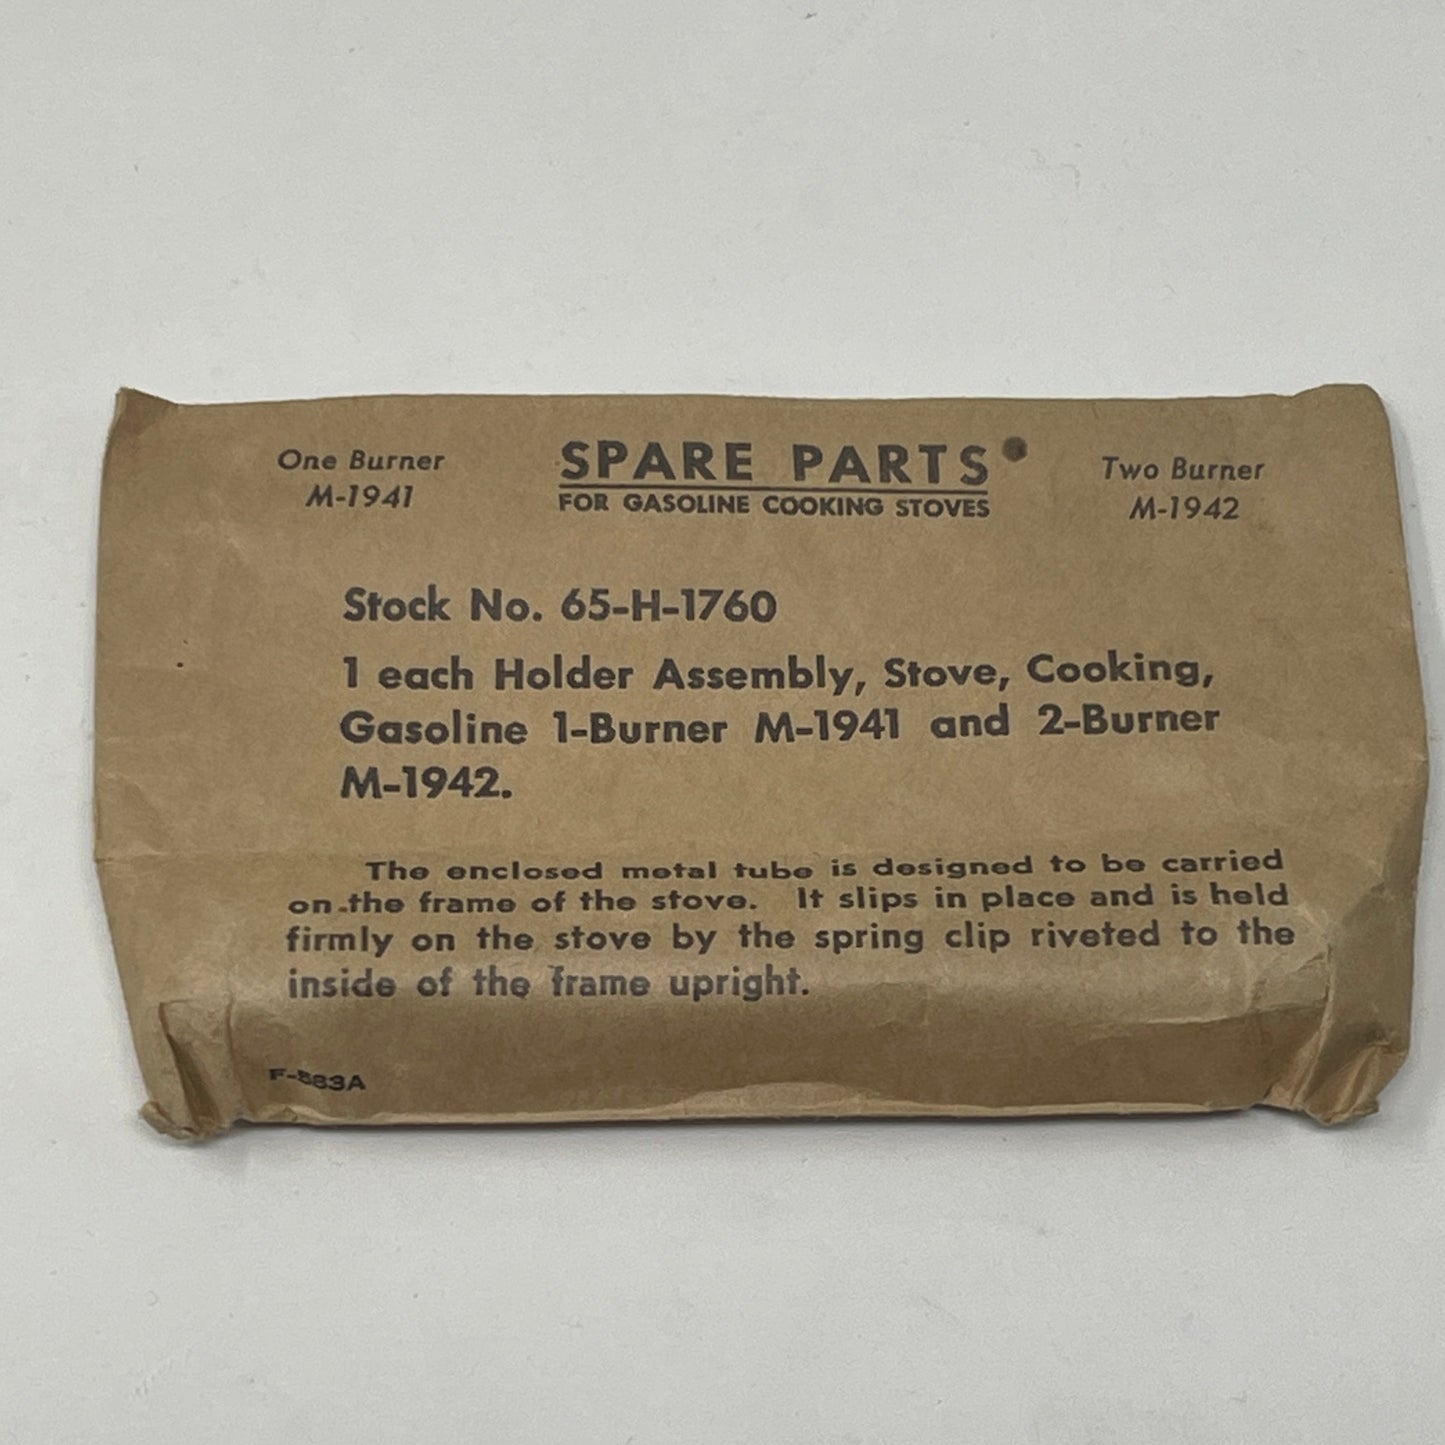 One Burner
M-1941
SPARE PARTS
FOR GASOLINE COOKING STOVES
Two Burner
M-1942
Stock No. 65-H-1760
1 each Holder Assembly, Stove, Cooking,
Gasoline 1-Burner M-1941 and 2-Burner
M-1942.
The enclosed metal tube is designed to be carried
on the frame of the stove. It slips in place and is held
firmly on the stove by the spring clip riveted to the
inside of the frame upright.